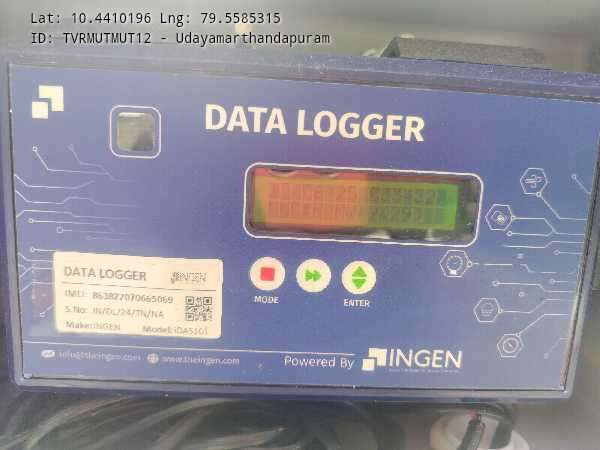 Lat: 10.4410196 Lng: 79.5585315
ID: TVRMUTMUT12 - Udayamarthandapuram
DATA LOGGER
DATA LOGGER
INGEN
IMEI: 863827070665069
S.No: IN/DL/24/TN/NA
Make:INGEN Model:iDAS101
MODE
ENTER
info@theingen.com www.theingen.com
Powered By INGEN